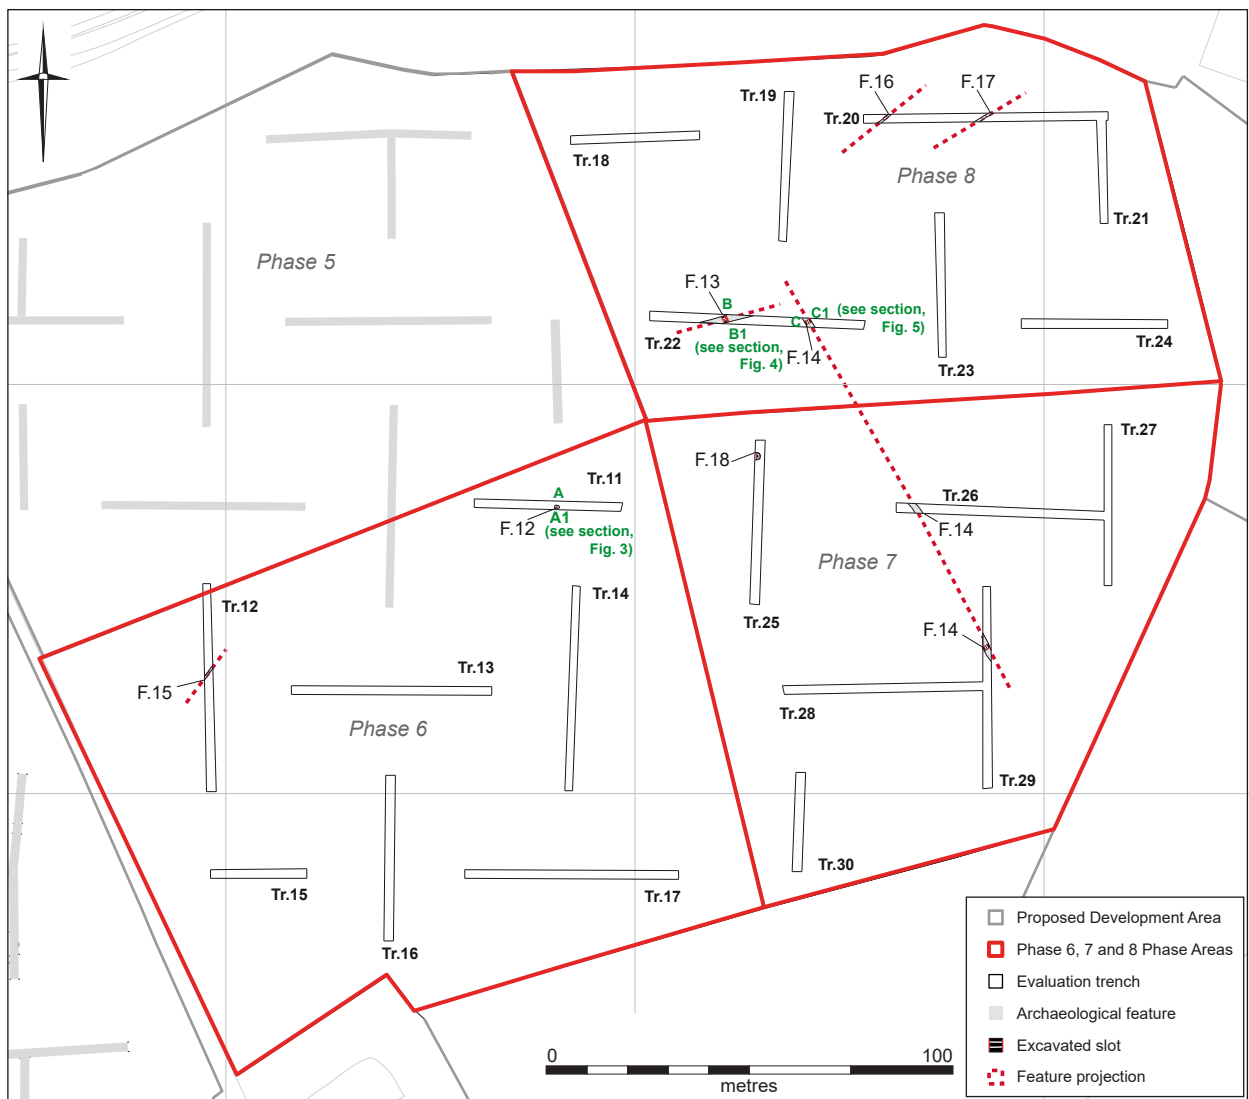 F.16
F.17
Tr.19
Tr.20
Tr.18
Phase 8
Tr.21
Phase 5
F.13
B
C1
(see section,
Fig. 5)
C
B1
Tr.22
(see section,
Fig. 4)
F.14
Tr.23
Tr.24
Tr.27
F.18
Tr.11
A
Tr.26
F.12
A1
(see section,
Fig. 3)
F.14
Phase 7
Tr.12
Tr.14
Tr.25
F.14
Tr.13
F.15
Tr.28
Phase 6
Tr.29
Tr.30
Tr.15
Tr.17
Tr.16
0
100
metres
Proposed Development Area
Phase 6, 7 and 8 Phase Areas
Evaluation trench
Archaeological feature
Excavated slot
Feature projection